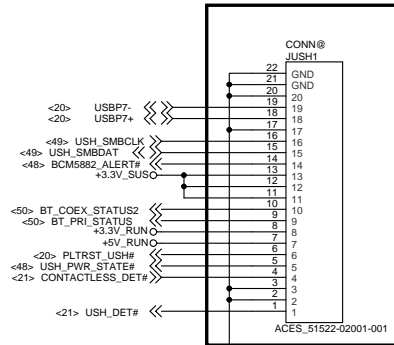 CONN@
JUSH1
22 GND
21 GND
20 20
<20> USBP7- 19 19
<20> USBP7+ 18 18
17 17
<49> USH_SMBCLK 16 16
<49> USH_SMBDAT 15 15
<48> BCM5882_ALERT# 14 14
+3.3V_SUS 13 13
12 12
11 11
<50> BT_COEX_STATUS2 10 10
<50> BT_PRI_STATUS 9 9
+3.3V_RUN 8 8
+5V_RUN 7 7
<20> PLTRST_USH# 6 6
<48> USH_PWR_STATE# 5 5
<21> CONTACTLESS_DET# 4 4
3 3
2 2
<21> USH_DET# 1 1
ACES_51522-02001-001